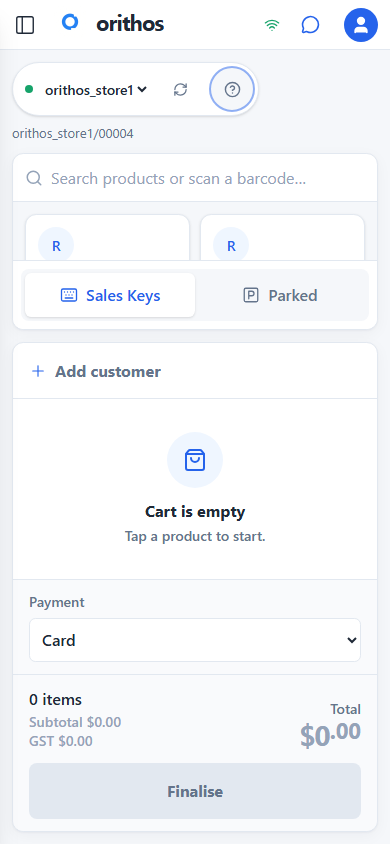 orithos
orithos_store1
orithos_store1/00004
Search products or scan a barcode...
R
R
Sales Keys
Parked
Add customer
Cart is empty
Tap a product to start.
Payment
Card
0 items
Subtotal $0.00
GST $0.00
Total
$0.00
Finalise